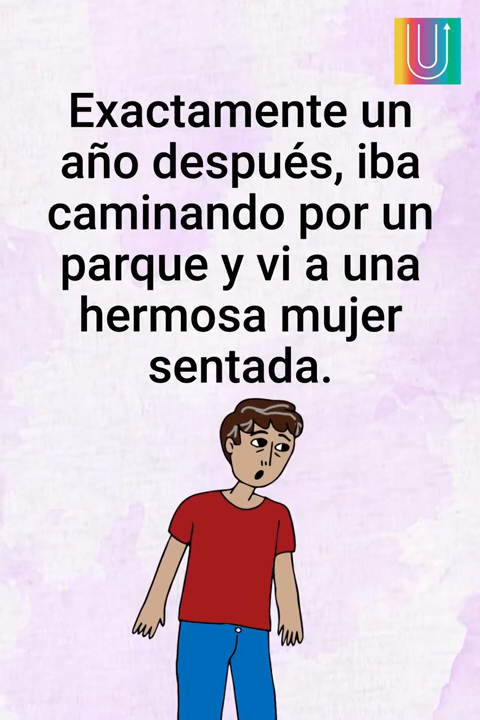 U
Exactamente un
año después, iba
caminando por un
parque y vi a una
hermosa mujer
sentada.